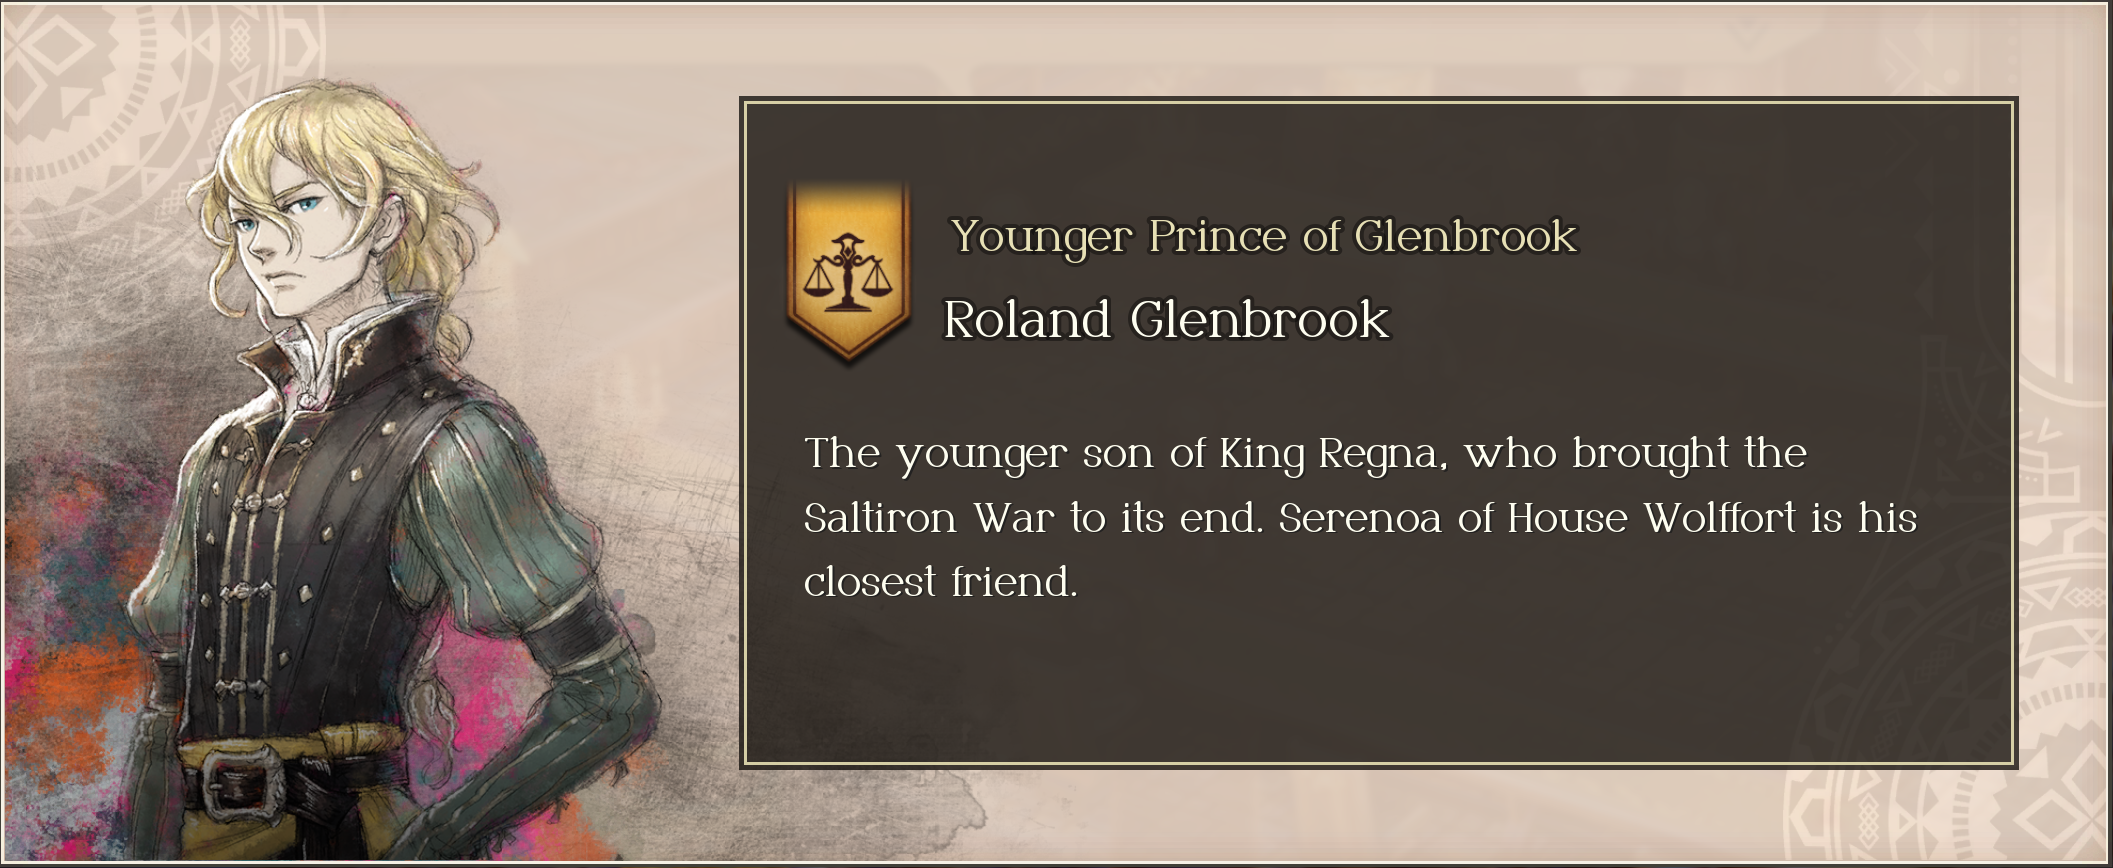 Younger Prince of Glenbrook
Roland Glenbrook
The younger son of King Regna, who brought the
Saltiron War to its end. Serenoa of House Wolffort is his
closest friend.